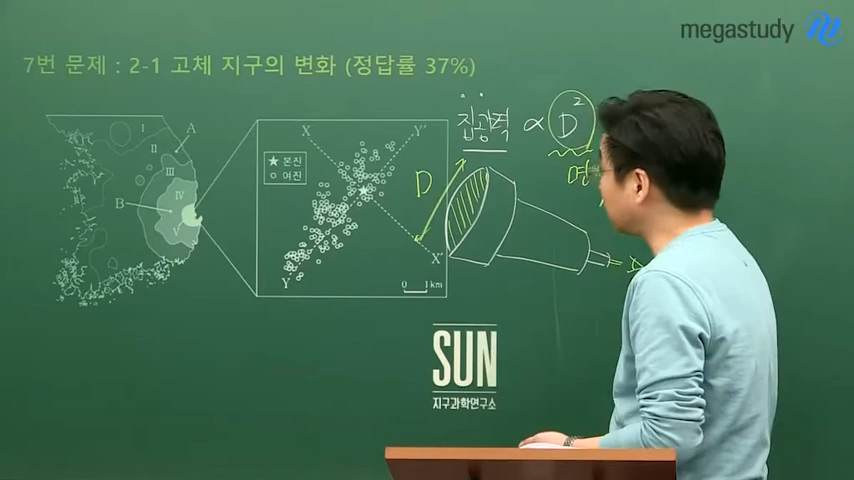 megastudy
7번 문제 : 2-1 고체 지구의 변화 (정답률 37%)
I
A
II
III
IV
B
V
X
Y′
★ 본진
○ 여진
X′
Y
0 1 km
집광력 ∝ D²
D
SUN
지구과학연구소